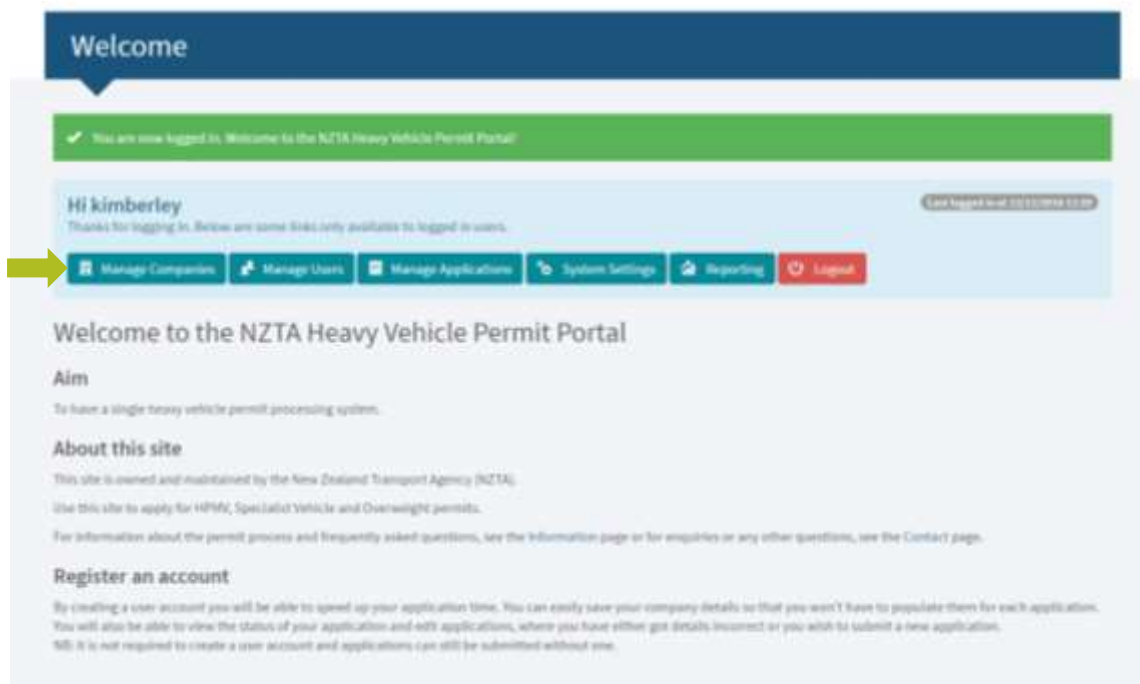 Welcome
You are now logged in. Welcome to the NZTA Heavy Vehicle Permit Portal!
Hi kimberley
Last logged in at
Thanks for logging in. Below are some links only available to logged in users.
Manage Companies Manage Users Manage Applications System Settings Reporting Logout
Welcome to the NZTA Heavy Vehicle Permit Portal
Aim
To have a single heavy vehicle permit processing system.
About this site
This site is owned and maintained by the New Zealand Transport Agency (NZTA).
Use this site to apply for HPMV, Specialist Vehicle and Overweight permits.
For information about the permit process and frequently asked questions, see the Information page or for enquiries or any other questions, see the Contact page.
Register an account
By creating a user account you will be able to speed up your application time. You can easily save your company details so that you won't have to populate them for each application.
You will also be able to view the status of your application and edit applications, where you have either got details incorrect or you wish to submit a new application.
NB: It is not required to create a user account and applications can still be submitted without one.